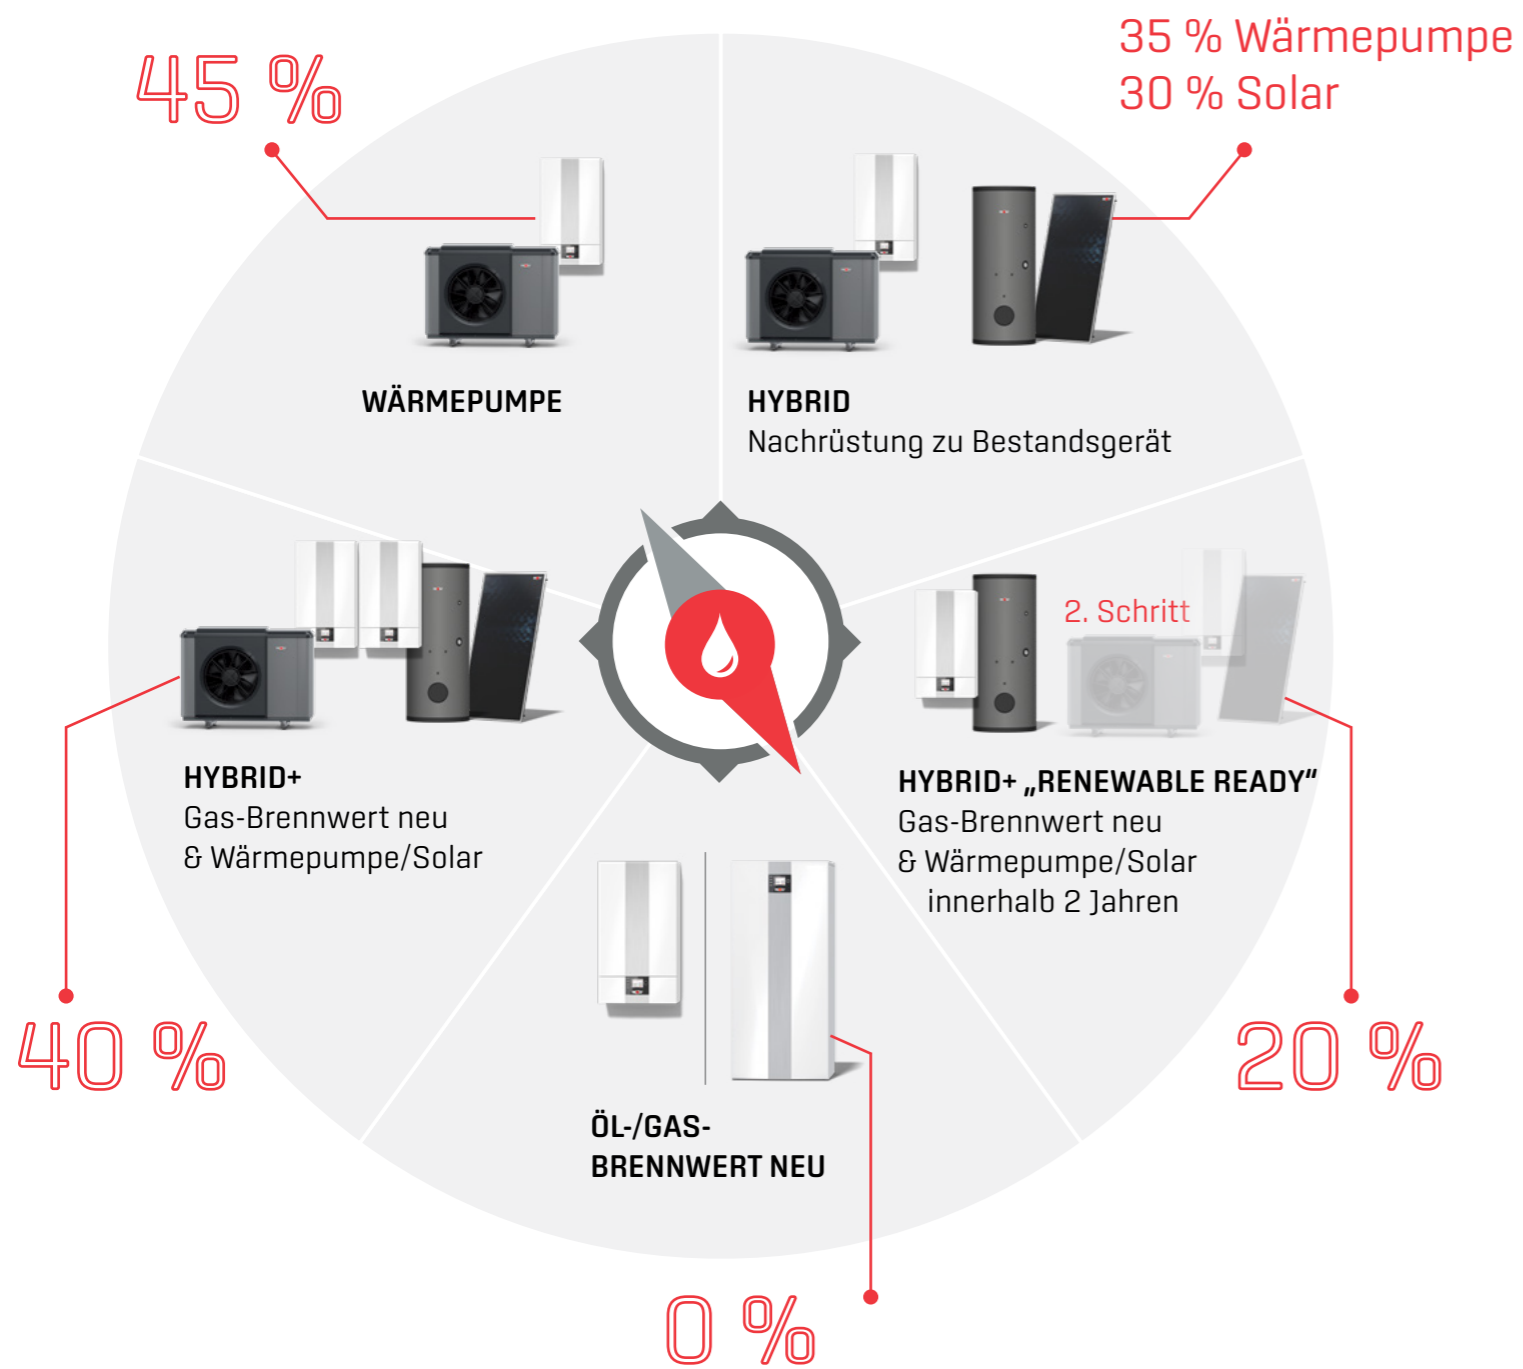 45 %
35 % Wärmepumpe
30 % Solar
WÄRMEPUMPE
HYBRID
Nachrüstung zu Bestandsgerät
2. Schritt
HYBRID+
Gas-Brennwert neu
& Wärmepumpe/Solar
HYBRID+ „RENEWABLE READY“
Gas-Brennwert neu
& Wärmepumpe/Solar
innerhalb 2 Jahren
40 %
20 %
ÖL-/GAS-
BRENNWERT NEU
0 %